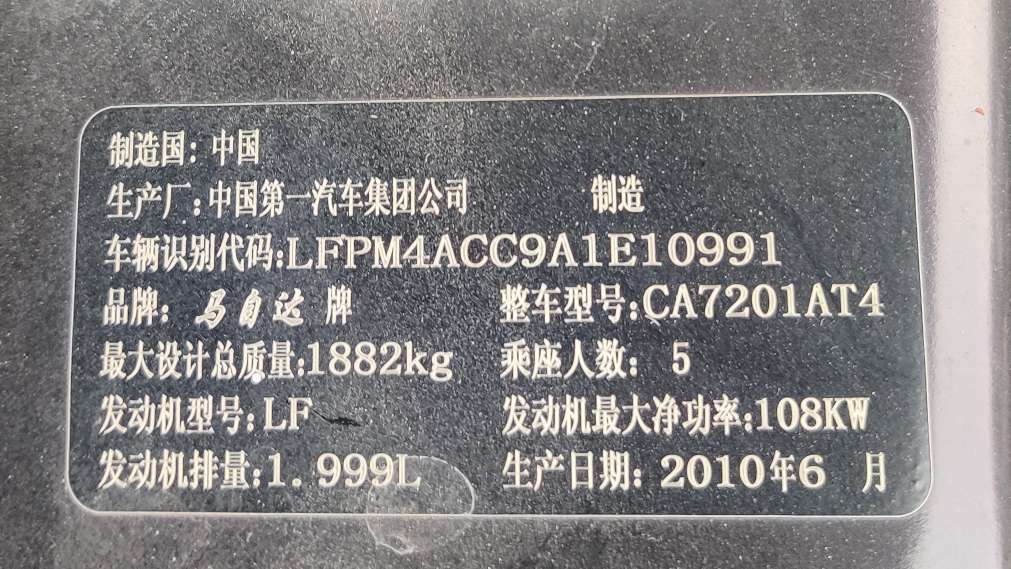 制造国: 中国
生产厂:中国第一汽车集团公司 制造
车辆识别代码:LFPM4ACC9A1E10991
品牌: 马自达 牌 整车型号:CA7201AT4
最大设计总质量:1882kg 乘座人数: 5
发动机型号:LF 发动机最大净功率:108KW
发动机排量:1.999L 生产日期: 2010年6 月